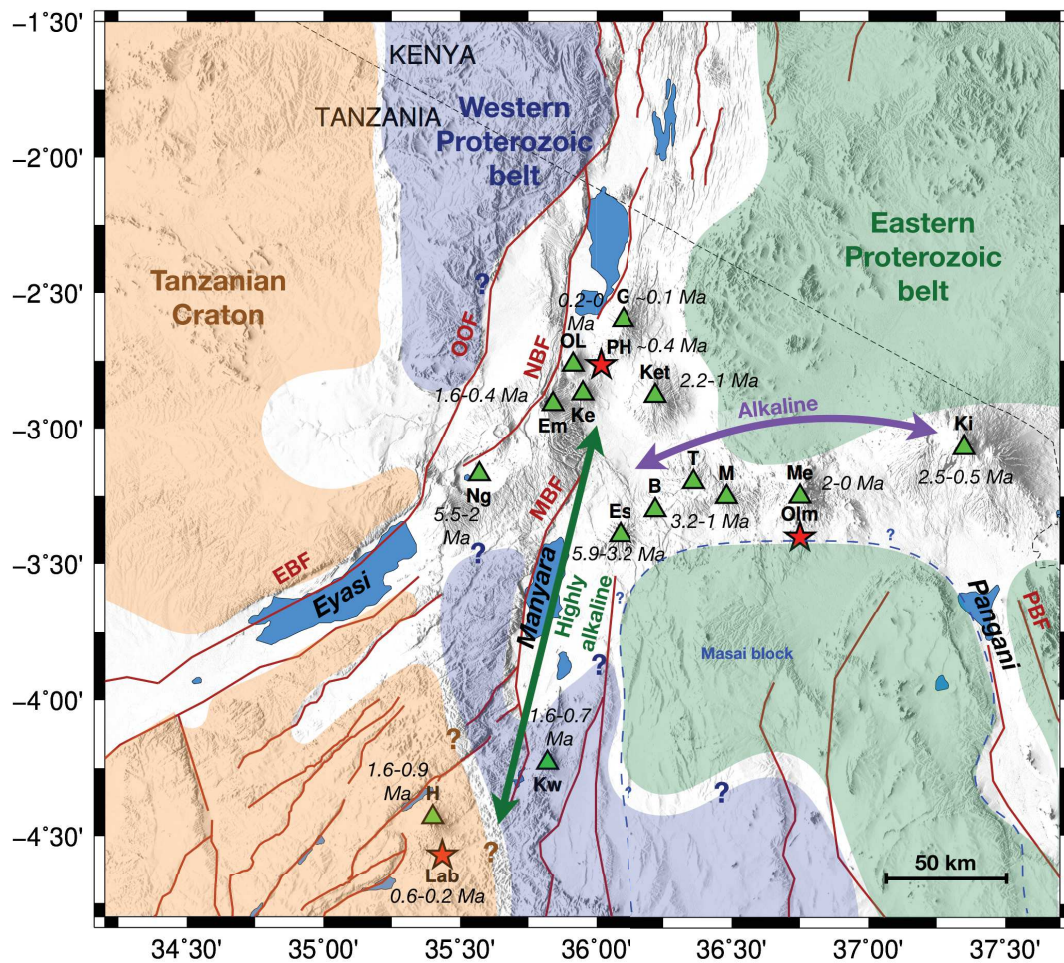 −1˚30'
−2˚00'
−2˚30'
−3˚00'
−3˚30'
−4˚00'
−4˚30'
KENYA
TANZANIA
Western
Proterozoic
belt
Eastern
Proterozoic
belt
Tanzanian
Craton
?
OOF
NBF
0.2-0
Ma
G
~0.1 Ma
OL
PH
~0.4 Ma
Ket
2.2-1 Ma
1.6-0.4 Ma
Em
Ke
Alkaline
Ki
2.5-0.5 Ma
Ng
5.5-2
Ma
MBF
T
M
B
3.2-1 Ma
Me
2-0 Ma
Olm
Es
5.9-3.2 Ma
?
?
EBF
Eyasi
Manyara
Highly
alkaline
?
?
Masai block
Pangani
PBF
1.6-0.7
Ma
Kw
?
?
?
1.6-0.9
Ma
H
?
Lab
0.6-0.2 Ma
50 km
34˚30'
35˚00'
35˚30'
36˚00'
36˚30'
37˚00'
37˚30'